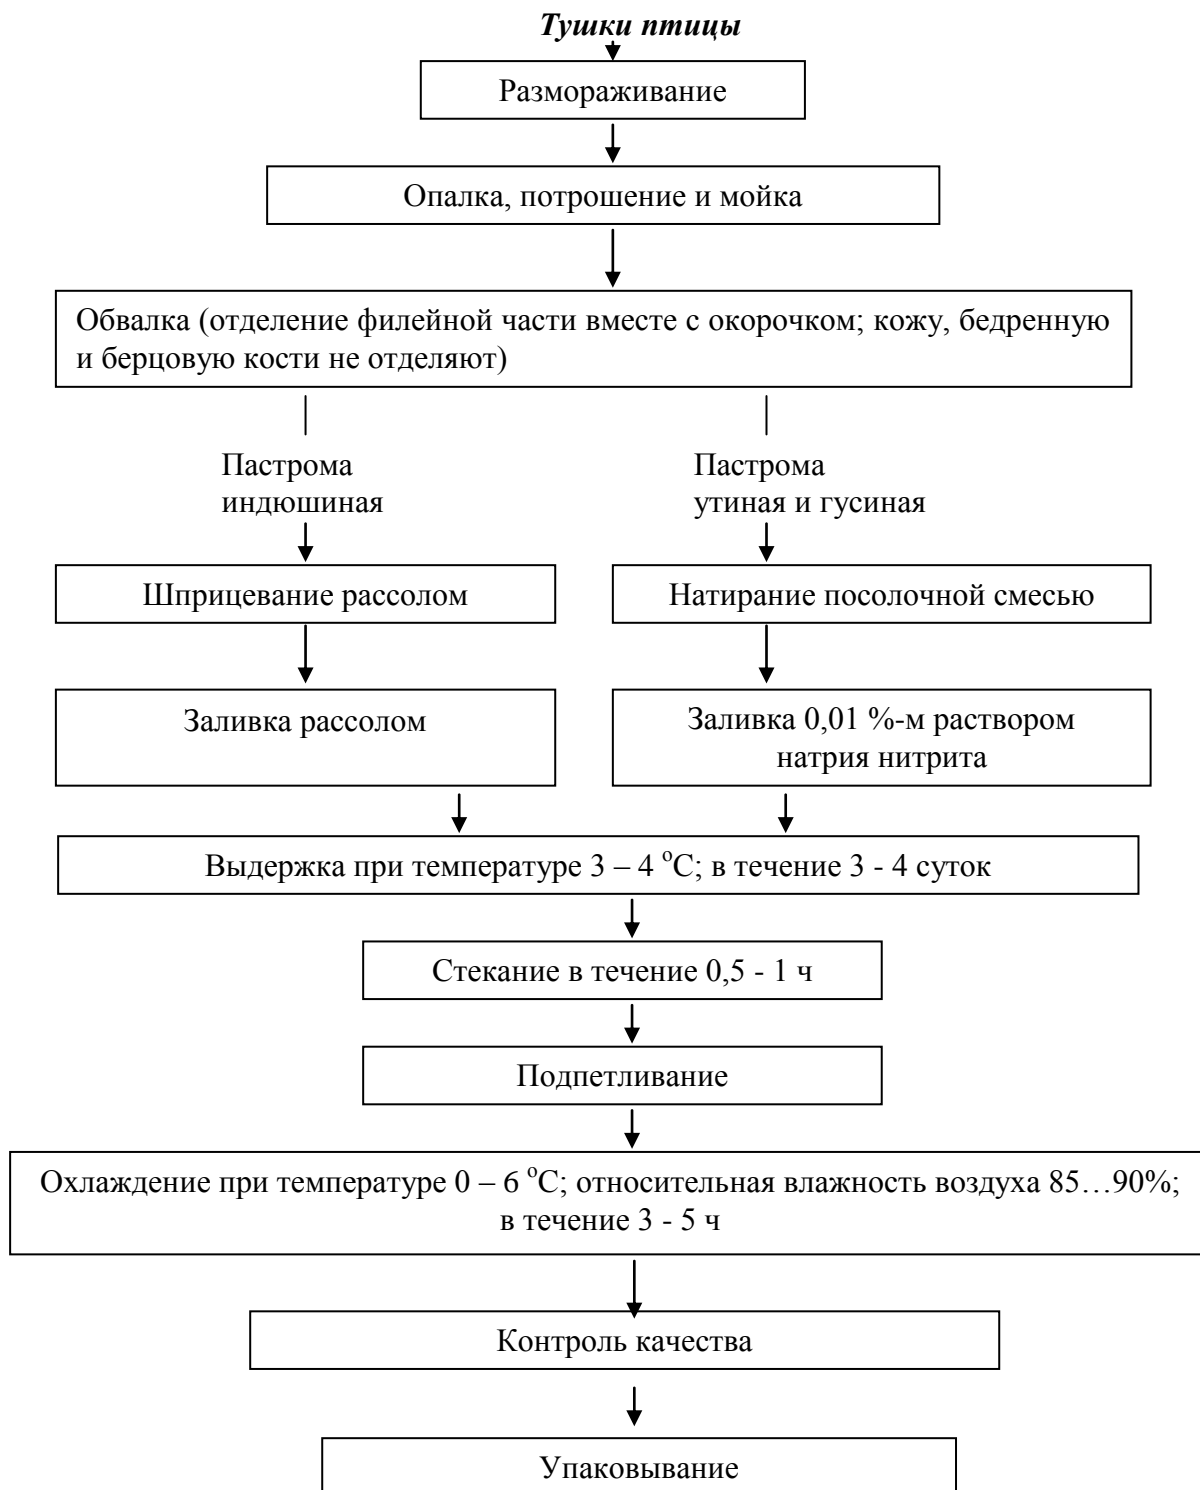 Тушки птицы
Размораживание
Опалка, потрошение и мойка
Обвалка (отделение филейной части вместе с окорочком; кожу, бедренную
и берцовую кости не отделяют)
Пастрома
индюшиная
Пастрома
утиная и гусиная
Шприцевание рассолом
Натирание посолочной смесью
Заливка рассолом
Заливка 0,01 %-м раствором
натрия нитрита
Выдержка при температуре 3 – 4 °С; в течение 3 - 4 суток
Стекание в течение 0,5 - 1 ч
Подпетливание
Охлаждение при температуре 0 – 6 °С; относительная влажность воздуха 85…90%;
в течение 3 - 5 ч
Контроль качества
Упаковывание